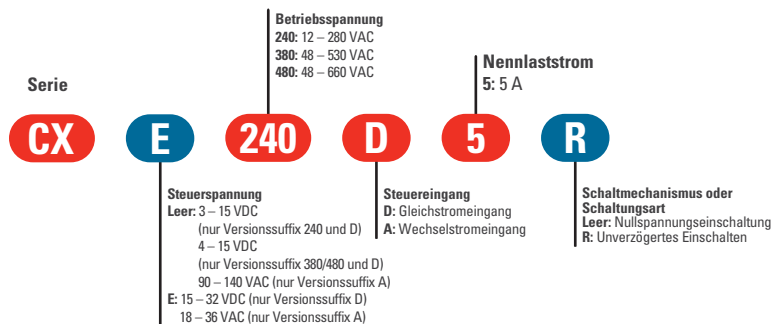 Betriebsspannung
240: 12 – 280 VAC
380: 48 – 530 VAC
480: 48 – 660 VAC
Nennlaststrom
5: 5 A
Serie
CX E 240 D 5 R
Steuerspannung
Leer: 3 – 15 VDC
(nur Versionssuffix 240 und D)
4 – 15 VDC
(nur Versionssuffix 380/480 und D)
90 – 140 VAC (nur Versionssuffix A)
E: 15 – 32 VDC (nur Versionssuffix D)
18 – 36 VAC (nur Versionssuffix A)
Steuereingang
D: Gleichstromeingang
A: Wechselstromeingang
Schaltmechanismus oder
Schaltungsart
Leer: Nullspannungseinschaltung
R: Unverzögertes Einschalten